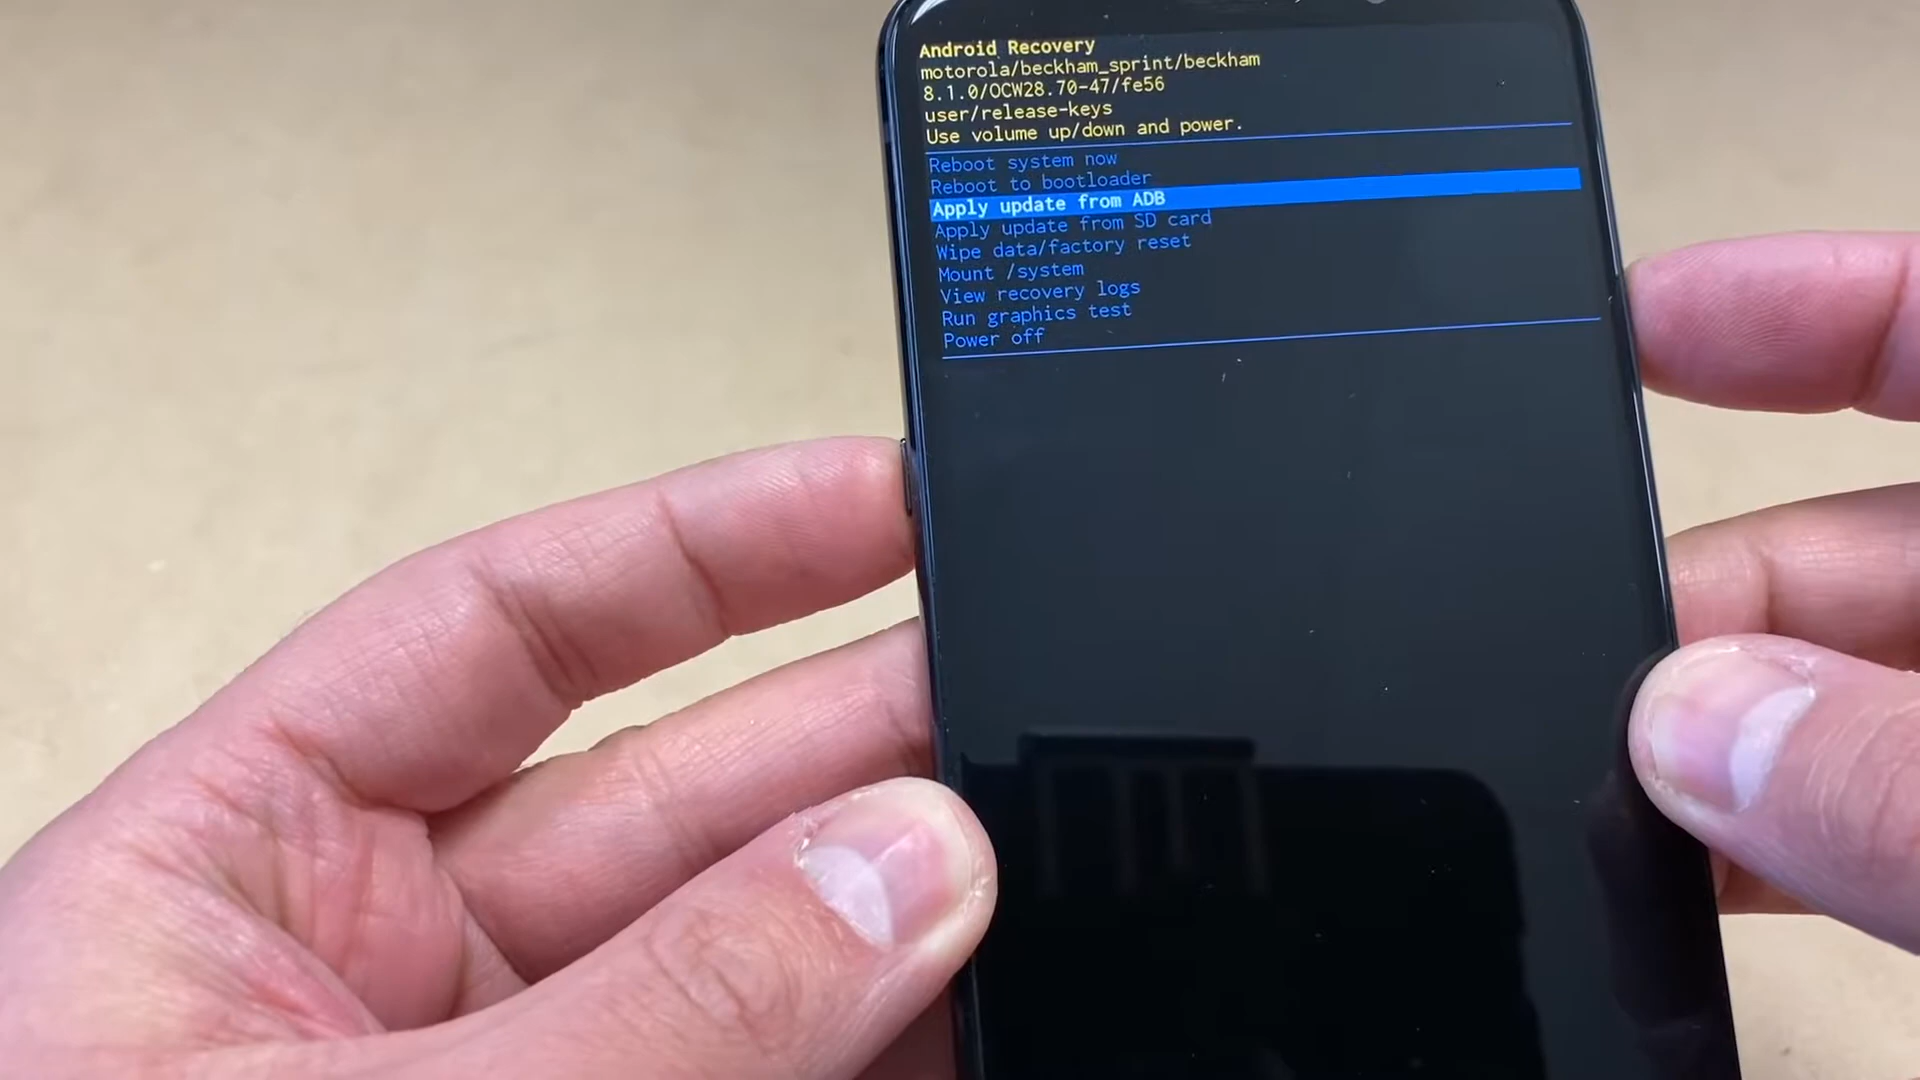 Android Recovery
motorola/beckham_sprint/beckham
8.1.0/OCW28.70-47/fe56
user/release-keys
Use volume up/down and power.
Reboot system now
Reboot to bootloader
Apply update from ADB
Apply update from SD card
Wipe data/factory reset
Mount /system
View recovery logs
Run graphics test
Power off